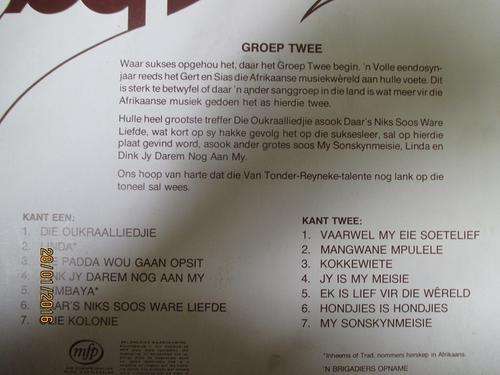 GROEP TWEE
Waar sukses opgehou het, daar het Groep Twee begin. 'n Volle eendosyn-
jaar reeds het Gert en Sias die Afrikaanse musiekwêreld aan hulle voete. Dit
is sterk te betwyfel of daar 'n ander sanggroep in die land is wat meer vir die
Afrikaanse musiek gedoen het as hierdie twee.
Hulle heel grootste treffer Die Oukraalliedjie asook Daar's Niks Soos Ware
Liefde, wat kort op sy hakke gevolg het op die suksesleer, sal op hierdie
plaat gevind word, asook ander grotes soos My Sonskynmeisie, Linda en
Dink Jy Darem Nog Aan My.
Ons hoop van harte dat die Van Tonder-Reyneke-talente nog lank op die
toneel sal wees.
KANT EEN:
1. DIE OUKRAALLIEDJIE
2.
3. PADDA WOU GAAN OPSIT
4. JY DAREM NOG AAN MY
5.
6. NIKS SOOS WARE LIEFDE
7. KOLONIE
KANT TWEE:
1. VAARWEL MY EIE SOETELIEF
2. MANGWANE MPULELE
3. KOKKEWIETE
4. JY IS MY MEISIE
5. EK IS LIEF VIR DIE WÊRELD
6. HONDJIES IS HONDJIES
7. MY SONSKYNMEISIE
28/01/2016
mfp
*Inheems of Trad. nommers herskep in Afrikaans.
'N BRIGADIERS OPNAME